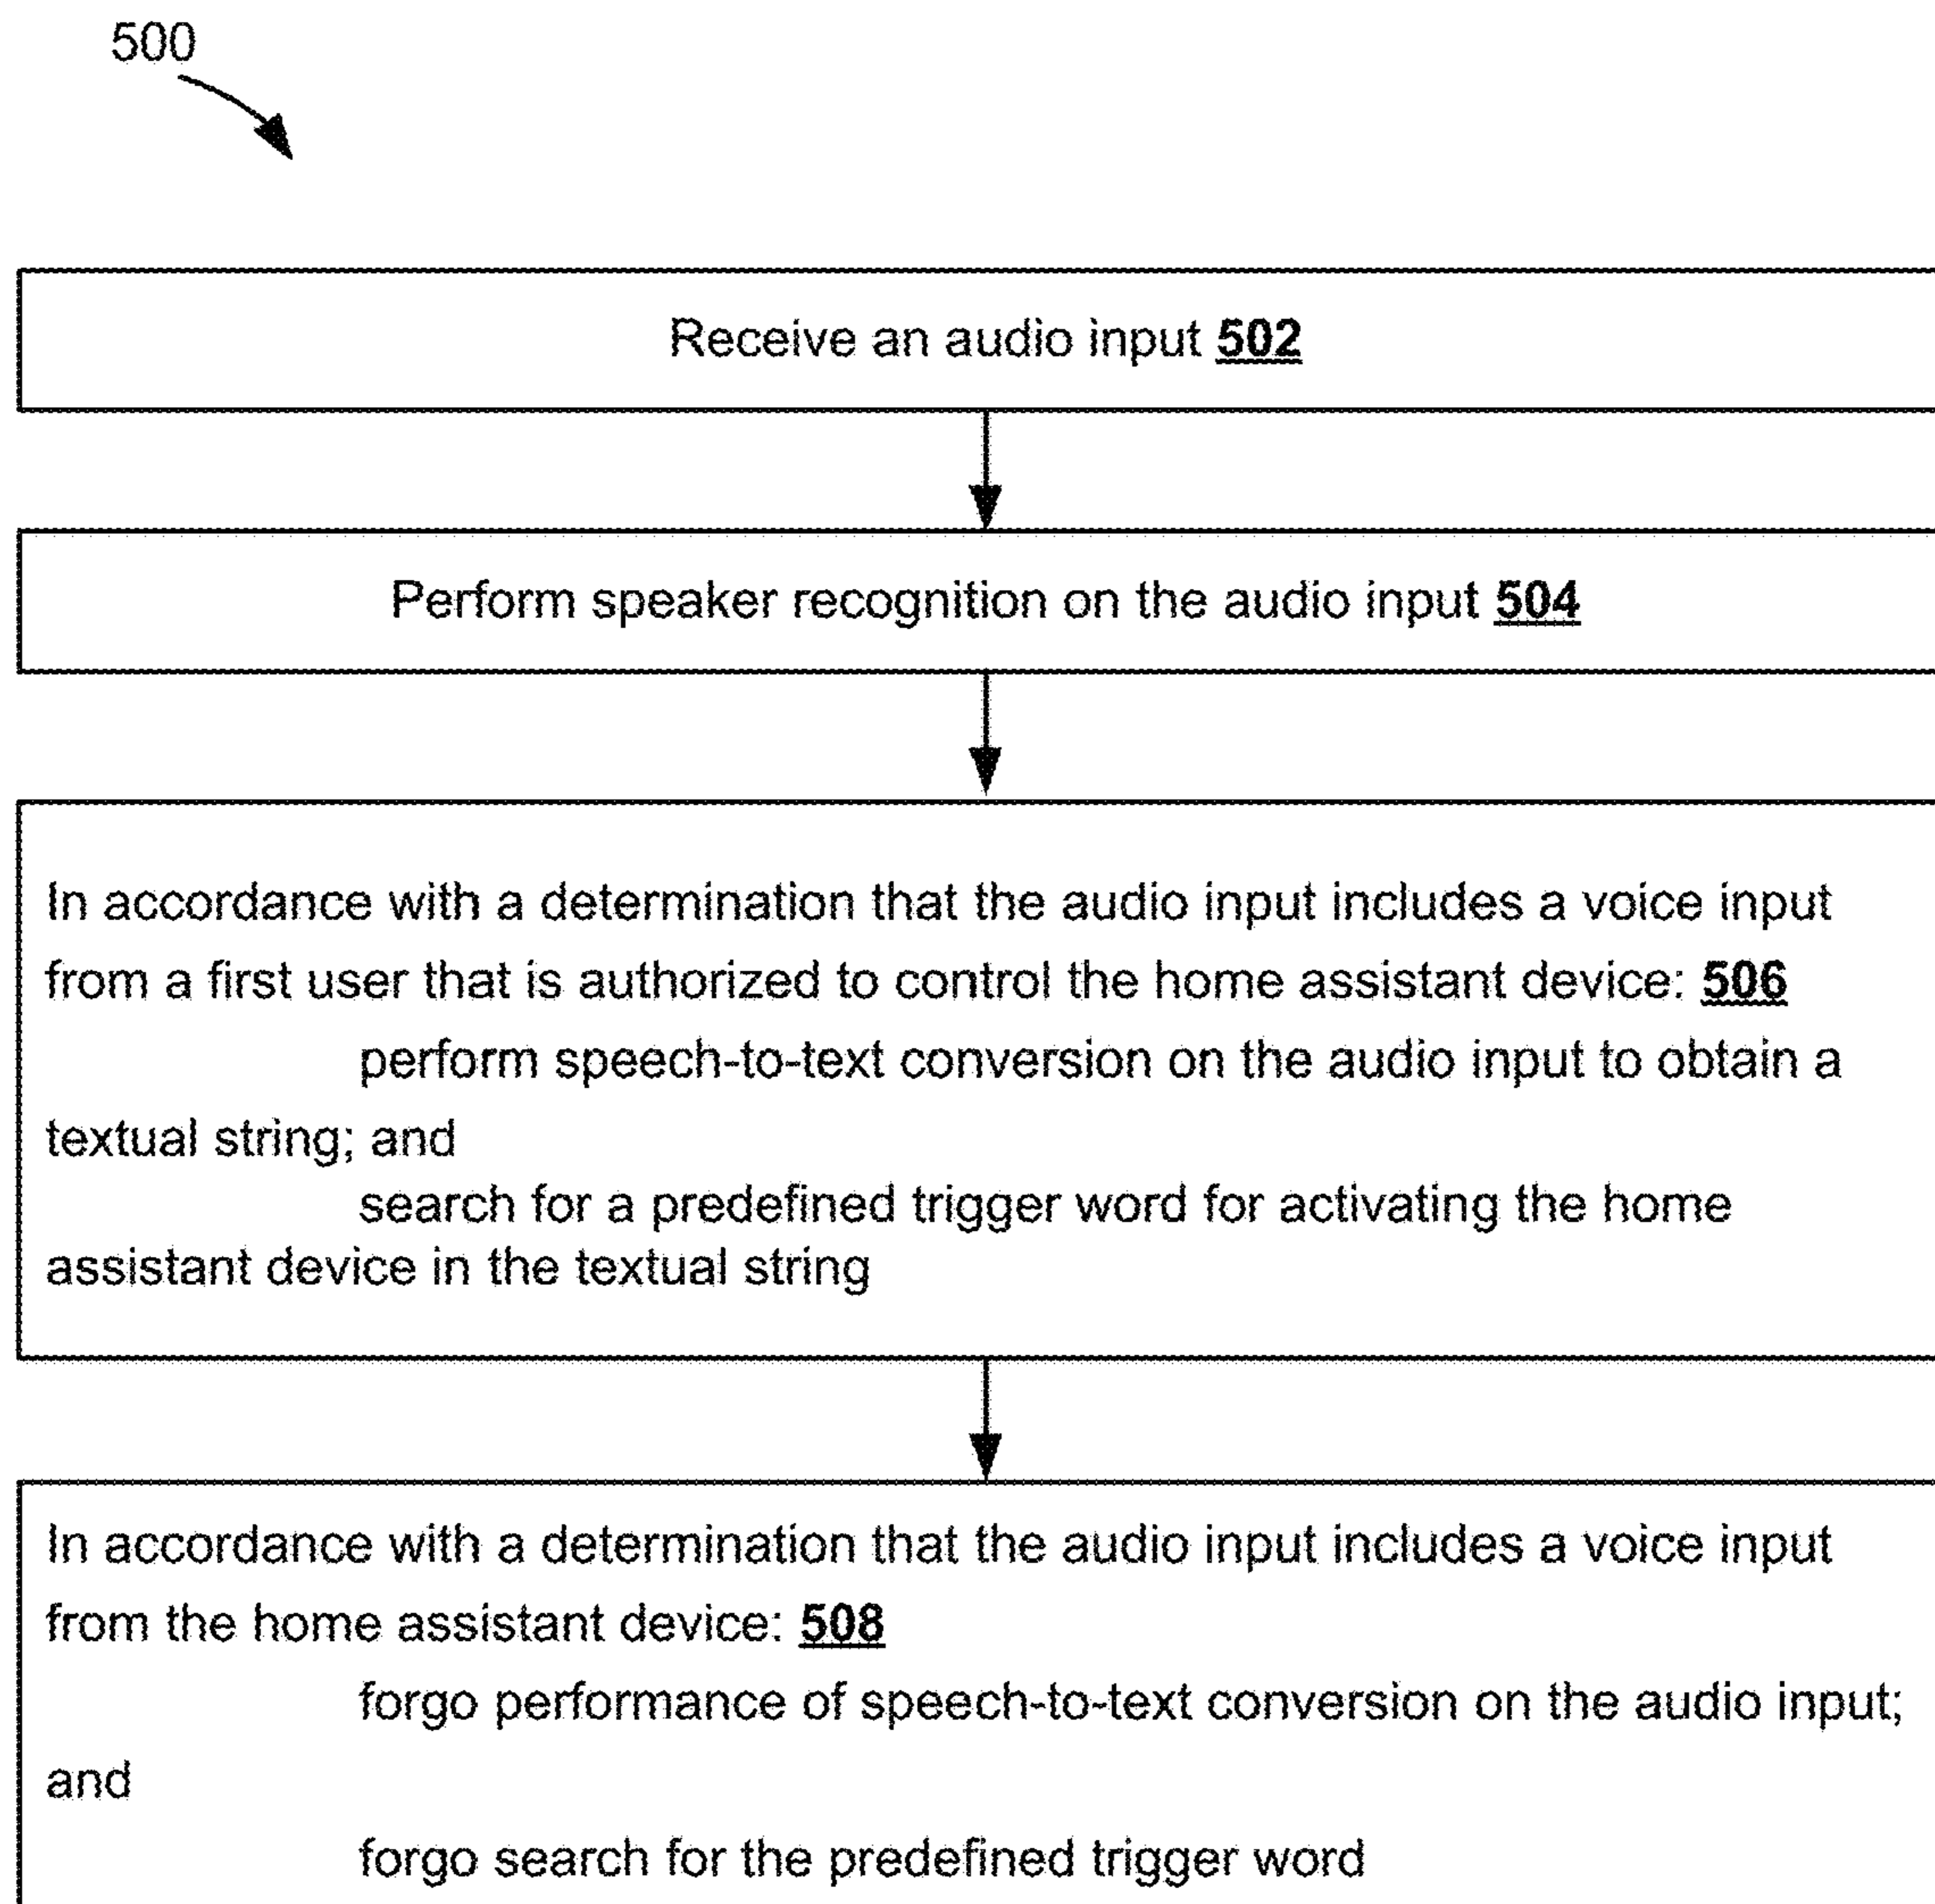 500
Receive an audio input 502
Perform speaker recognition on the audio input 504
In accordance with a determination that the audio input includes a voice input
from a first user that is authorized to control the home assistant device: 506
perform speech-to-text conversion on the audio input to obtain a
textual string; and
search for a predefined trigger word for activating the home
assistant device in the textual string
In accordance with a determination that the audio input includes a voice input
from the home assistant device: 508
forgo performance of speech-to-text conversion on the audio input;
and
forgo search for the predefined trigger word